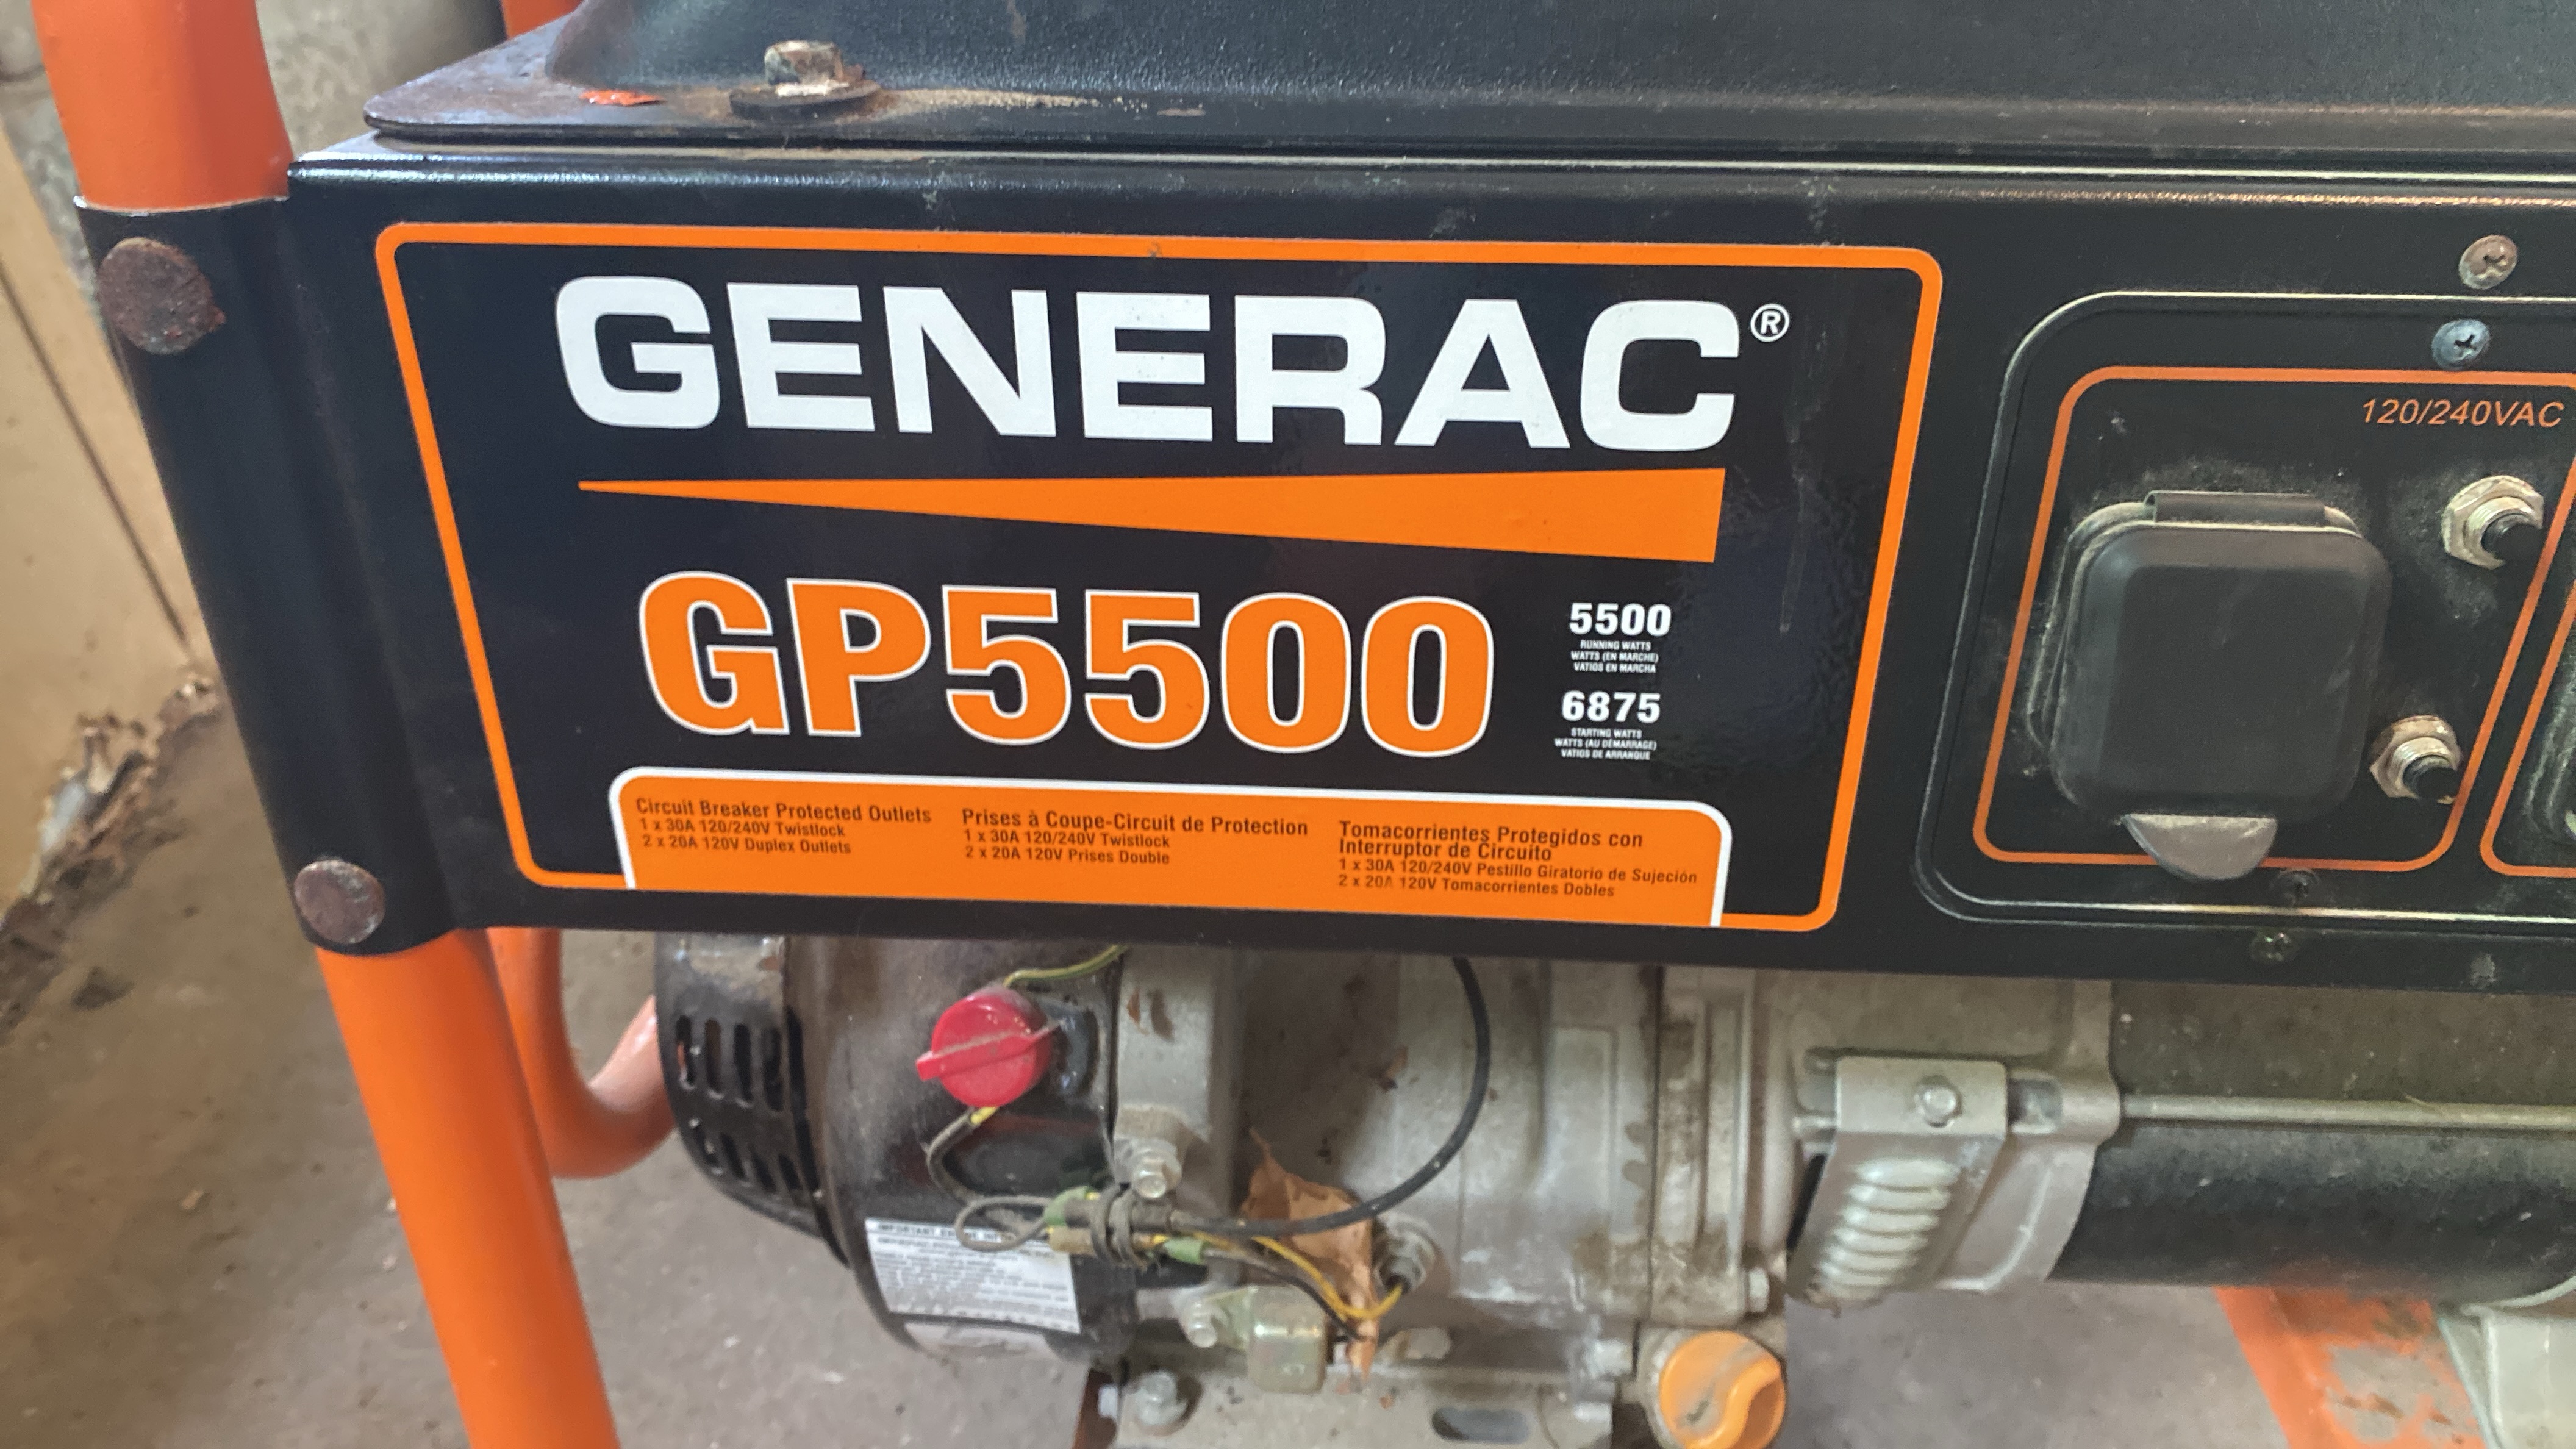 GENERAC®
GP5500
5500
RUNNING WATTS
WATTS (EN MARCHE)
VATIOS EN MARCHA
6875
STARTING WATTS
WATTS (AU DÉMARRAGE)
VATIOS DE ARRANQUE
Circuit Breaker Protected Outlets
1 x 30A 120/240V Twistlock
2 x 20A 120V Duplex Outlets
Prises à Coupe-Circuit de Protection
1 x 30A 120/240V Twistlock
2 x 20A 120V Prises Double
Tomacorrientes Protegidos con
Interruptor de Circuito
1 x 30A 120/240V Pestillo Giratorio de Sujeción
2 x 20A 120V Tomacorrientes Dobles
120/240VAC
IMPORTANT